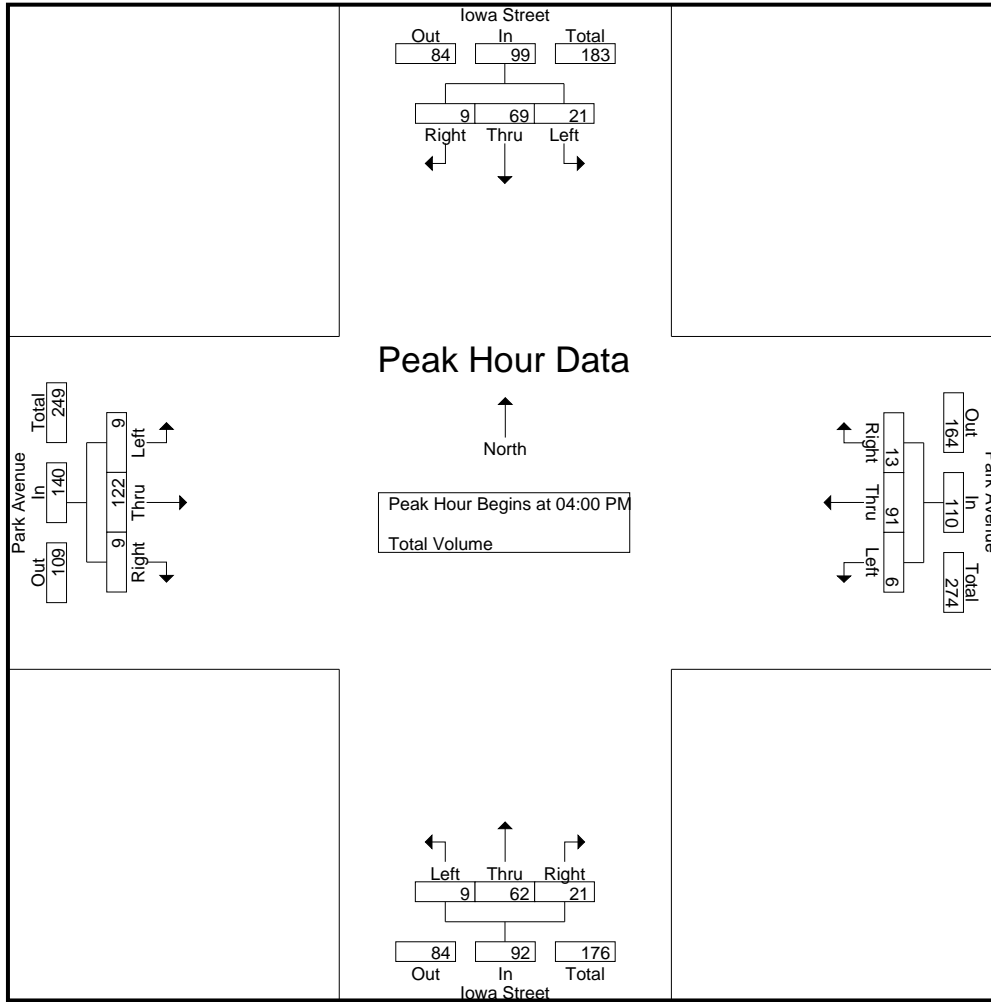 Iowa Street
Out In Total
84 99 183
9 69 21
Right Thru Left
Peak Hour Data
North
Peak Hour Begins at 04:00 PM
Total Volume
Park Avenue
Out In Total
109 140 249
9 122 9
Left Thru Right
Park Avenue
Out In Total
164 110 274
13 91 6
Right Thru Left
Left Thru Right
9 62 21
84 92 176
Out In Total
Iowa Street